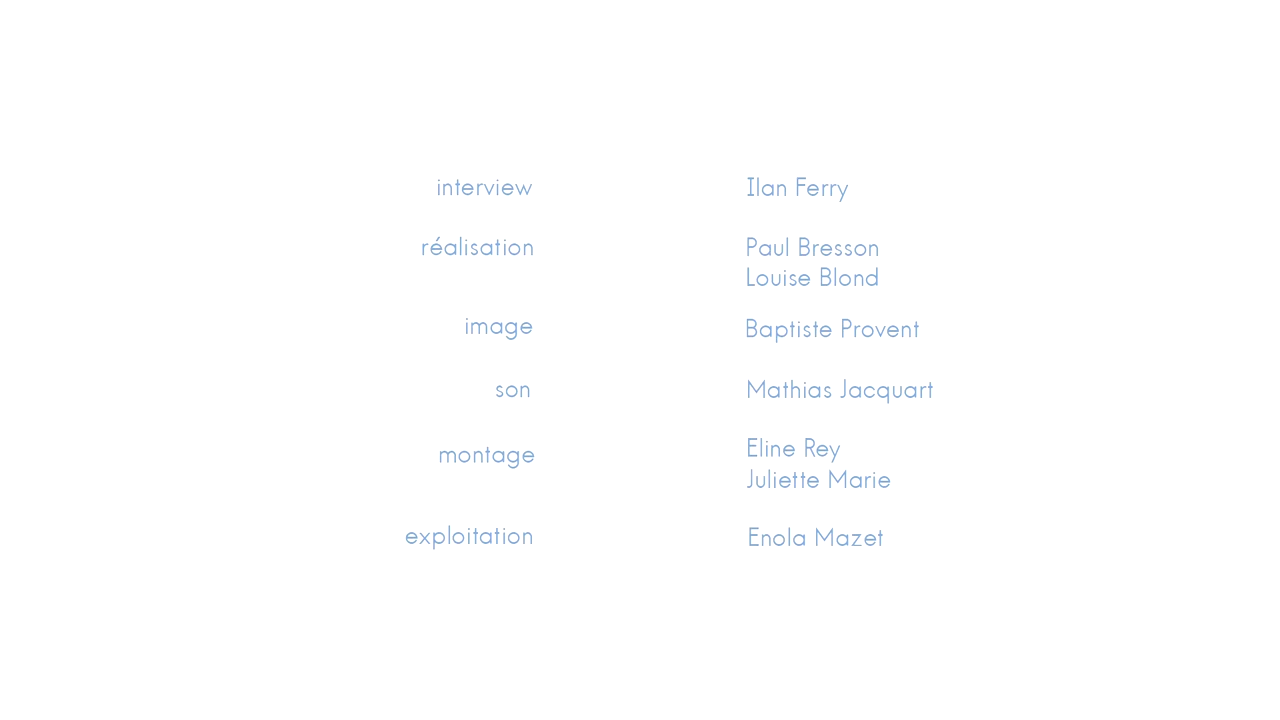 interview Ilan Ferry
réalisation Paul Bresson
Louise Blond
image Baptiste Provent
son Mathias Jacquart
montage Eline Rey
Juliette Marie
exploitation Enola Mazet